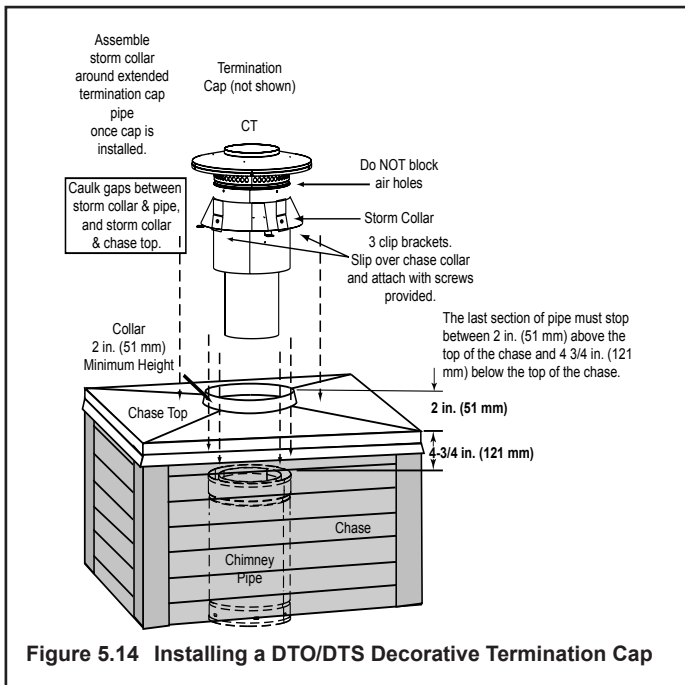 Assemble
storm collar
around extended
termination cap
pipe
once cap is
installed.
Termination
Cap (not shown)
CT
Do NOT block
air holes
Caulk gaps between
storm collar & pipe,
and storm collar
& chase top.
Storm Collar
3 clip brackets.
Slip over chase collar
and attach with screws
provided.
Collar
2 in. (51 mm)
Minimum Height
The last section of pipe must stop
between 2 in. (51 mm) above the
top of the chase and 4 3/4 in. (121
mm) below the top of the chase.
Chase Top
2 in. (51 mm)
4-3/4 in. (121 mm)
Chase
Chimney
Pipe
Figure 5.14 Installing a DTO/DTS Decorative Termination Cap